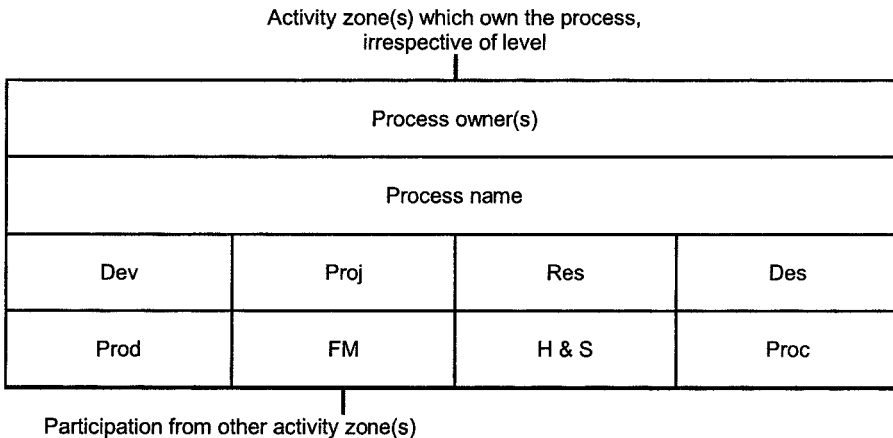 Activity zone(s) which own the process,
irrespective of level
Process owner(s)
Process name
Dev Proj Res Des
Prod FM H & S Proc
Participation from other activity zone(s)